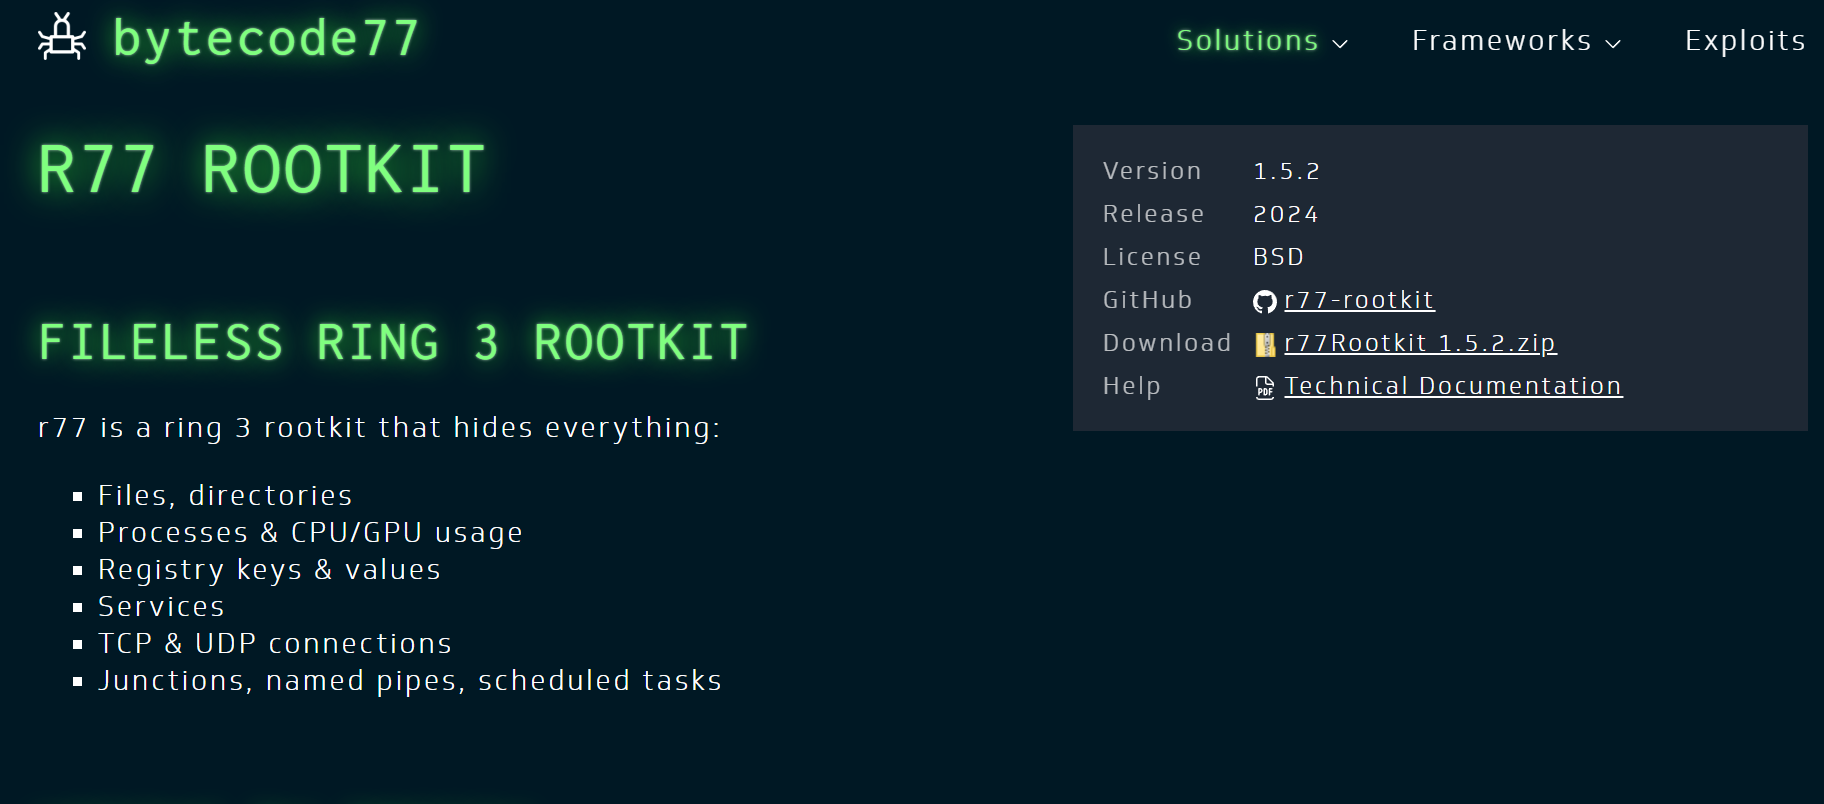 bytecode77
Solutions Frameworks Exploits
R77 ROOTKIT
FILELESS RING 3 ROOTKIT
r77 is a ring 3 rootkit that hides everything:
Files, directories
Processes & CPU/GPU usage
Registry keys & values
Services
TCP & UDP connections
Junctions, named pipes, scheduled tasks
Version 1.5.2
Release 2024
License BSD
GitHub r77-rootkit
Download r77Rootkit 1.5.2.zip
Help PDF Technical Documentation